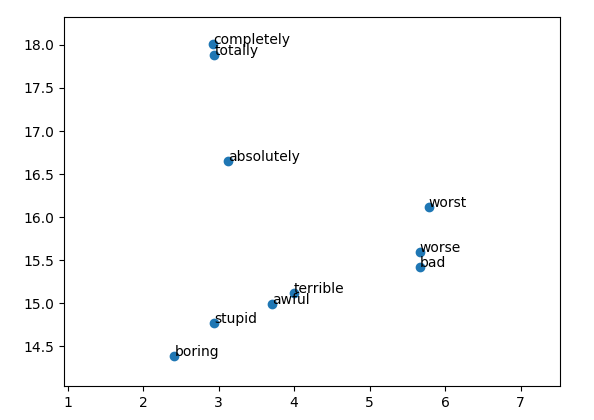 18.0
17.5
17.0
16.5
16.0
15.5
15.0
14.5
completely
totally
absolutely
worst
worse
bad
terrible
awful
stupid
boring
1 2 3 4 5 6 7